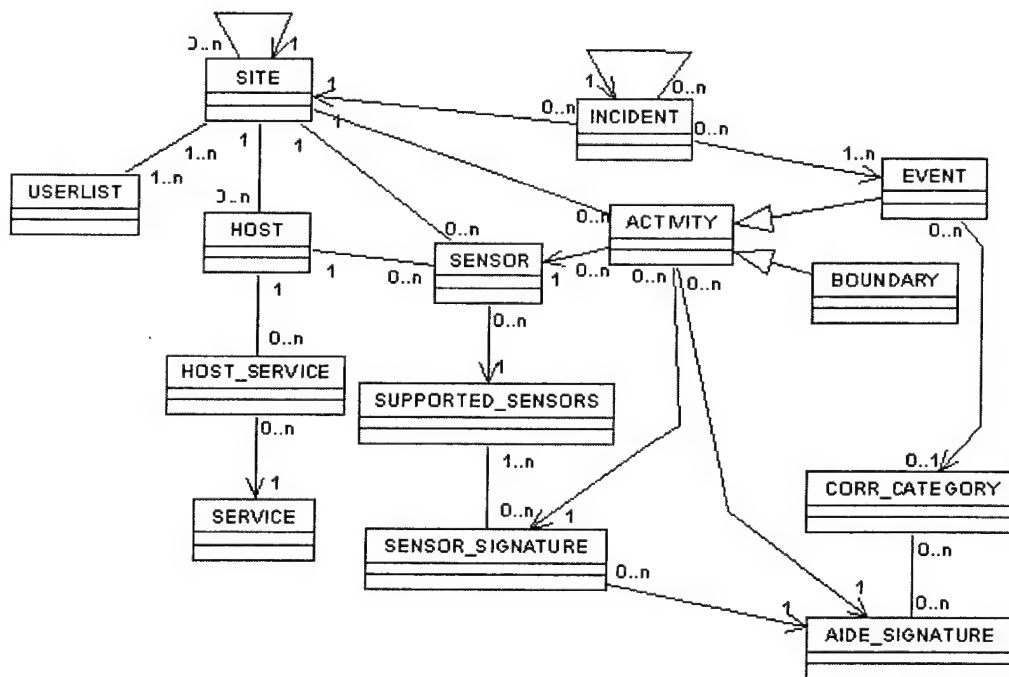 0..n 1
SITE
1 0..n
INCIDENT
1 0..n
0..n 1..n
EVENT
0..n
1..n 1 1 1
1..n
USERLIST
0..n
HOST
1 0..n
0..n
SENSOR
1 0..n
0..n
ACTIVITY
0..n 0..n
BOUNDARY
1
0..n
HOST_SERVICE
0..n
1
SERVICE
0..n
1
SUPPORTED_SENSORS
1..n
0..n 1
SENSOR_SIGNATURE
0..n
0..1
CORR_CATEGORY
0..n
0..n
1 1
AIDE_SIGNATURE